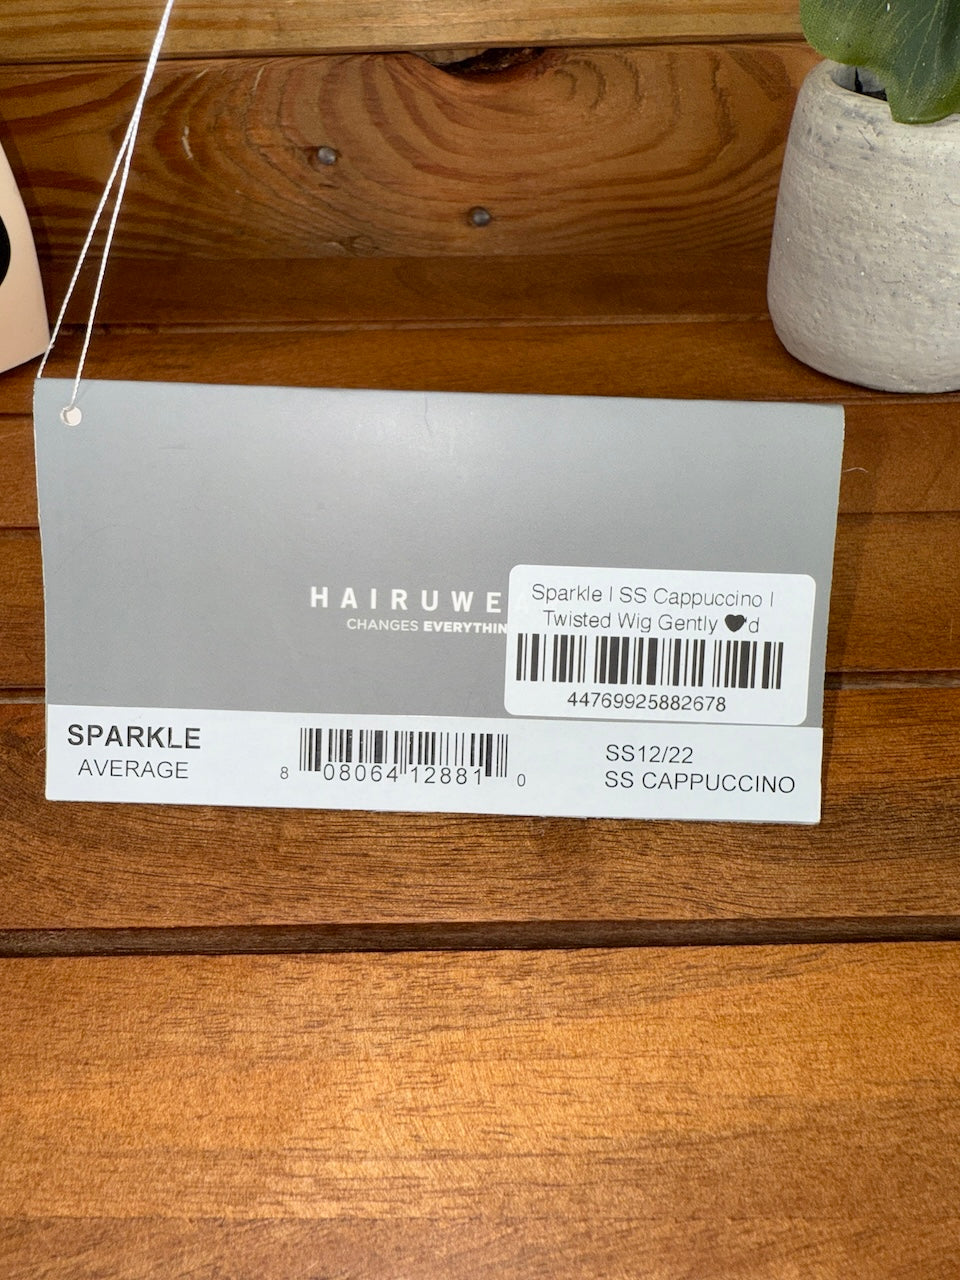 HAIRUWE
CHANGES EVERYTHIN
Sparkle | SS Cappuccino |
Twisted Wig Gently 🖤d
44769925882678
SPARKLE
AVERAGE
8 08064 12881 0
SS12/22
SS CAPPUCCINO